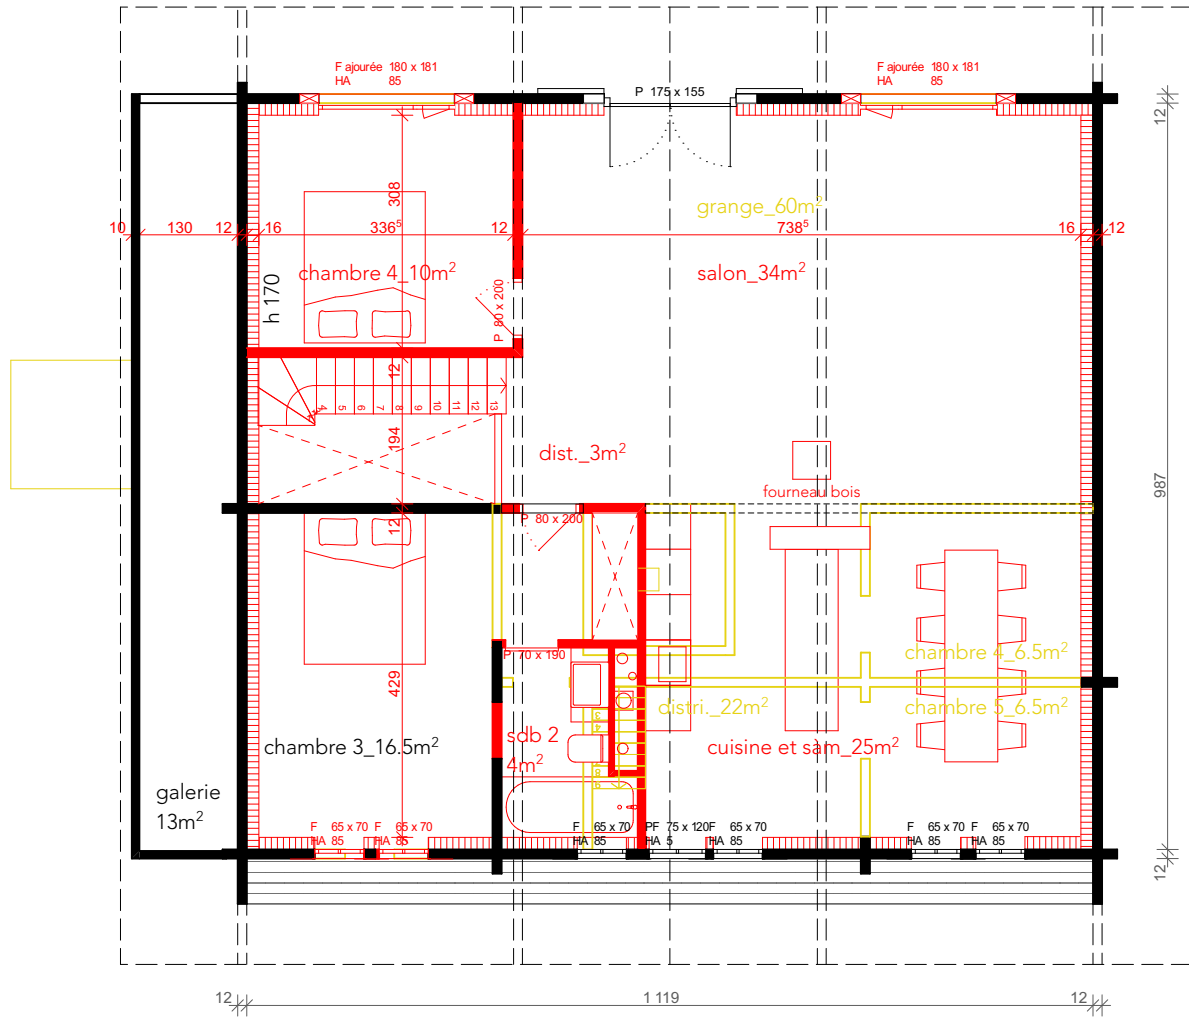 F ajourée 180 x 181
HA 85
P 175 x 155
F ajourée 180 x 181
HA 85
12
308
grange_60m²
10
130
12
16
336⁵
12
738⁵
16
12
chambre 4_10m²
salon_34m²
h 170
P 80 x 200
12
4
5
6
7
8
9
10
11
12
13
194
dist._3m²
fourneau bois
987
12
P 80 x 200
P 70 x 190
chambre 4_6.5m²
429
distri._22m²
chambre 5_6.5m²
chambre 3_16.5m²
sdb 2
4m²
cuisine et sàm_25m²
galerie
13m²
F 65 x 70
HA 85
F 65 x 70
HA 85
F 65 x 70
HA 85
PF 75 x 120
HA 5
F 65 x 70
HA 85
F 65 x 70
HA 85
F 65 x 70
HA 85
12
12
1 119
12